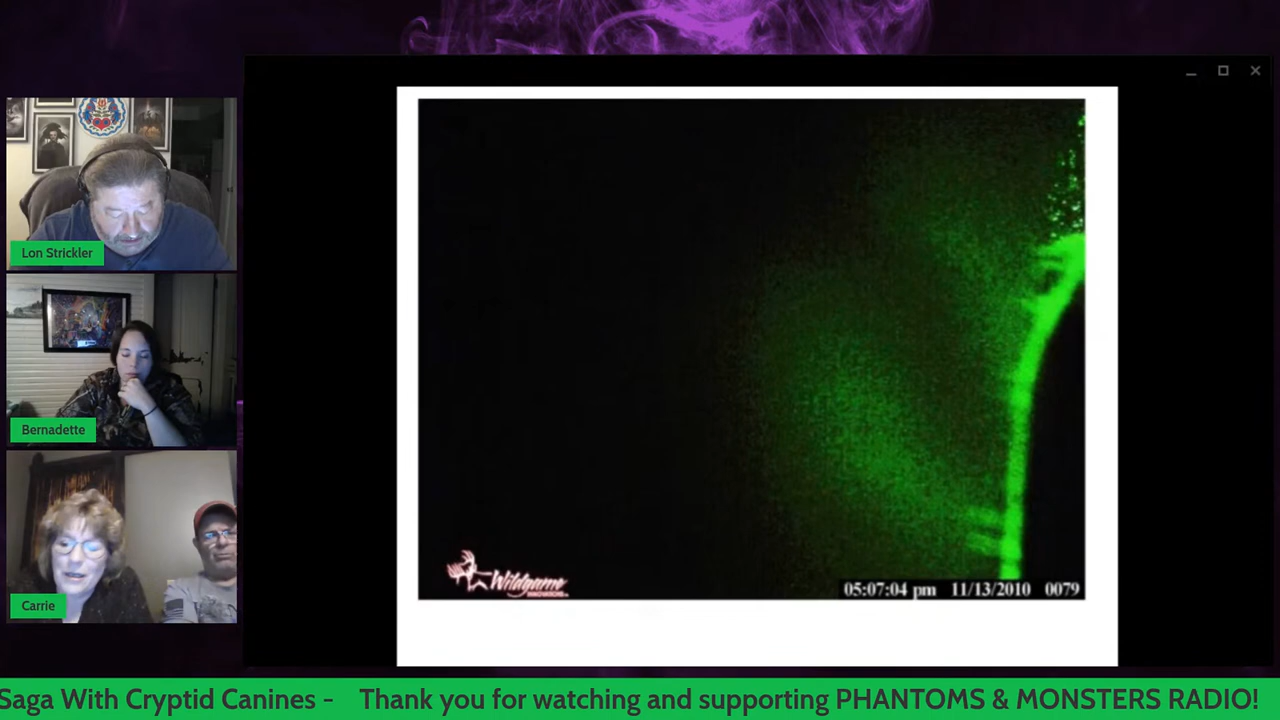 Lon Strickler
Bernadette
Carrie
Wildgame
INNOVATIONS
05:07:04 pm 11/13/2010 0079
Saga With Cryptid Canines - Thank you for watching and supporting PHANTOMS & MONSTERS RADIO!